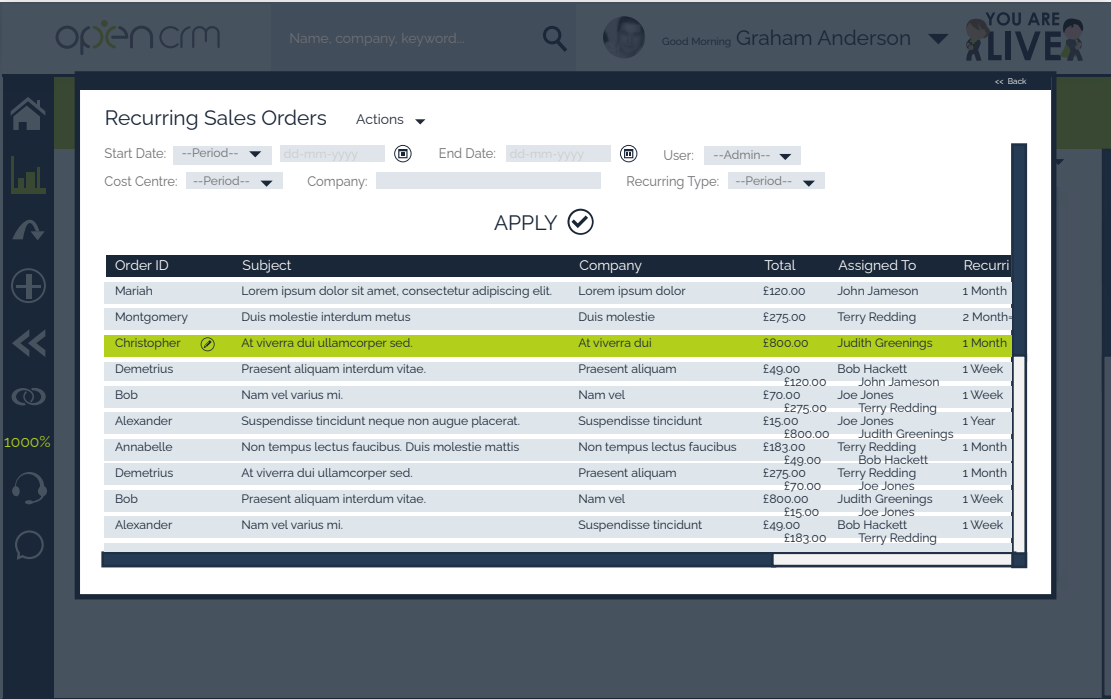 open crm
Name, company, keyword...
Good Morning Graham Anderson
YOU ARE
LIVE
<< Back
Recurring Sales Orders Actions
Start Date: --Period-- dd-mm-yyyy End Date: dd-mm-yyyy User: --Admin--
Cost Centre: --Period-- Company: Recurring Type: --Period--
APPLY
Order ID Subject Company Total Assigned To Recurri
Mariah Lorem ipsum dolor sit amet, consectetur adipiscing elit. Lorem ipsum dolor £120.00 John Jameson 1 Month
Montgomery Duis molestie interdum metus Duis molestie £275.00 Terry Redding 2 Month
Christopher At viverra dui ullamcorper sed. At viverra dui £800.00 Judith Greenings 1 Month
Demetrius Praesent aliquam interdum vitae. Praesent aliquam £49.00 Bob Hackett 1 Week
£120.00 John Jameson
Bob Nam vel varius mi. Nam vel £70.00 Joe Jones 1 Week
£275.00 Terry Redding
Alexander Suspendisse tincidunt neque non augue placerat. Suspendisse tincidunt £15.00 Joe Jones 1 Year
£800.00 Judith Greenings
Annabelle Non tempus lectus faucibus. Duis molestie mattis Non tempus lectus faucibus £183.00 Terry Redding 1 Month
£49.00 Bob Hackett
Demetrius At viverra dui ullamcorper sed. Praesent aliquam £275.00 Terry Redding 1 Month
£70.00 Joe Jones
Bob Praesent aliquam interdum vitae. Nam vel £800.00 Judith Greenings 1 Week
£15.00 Joe Jones
Alexander Nam vel varius mi. Suspendisse tincidunt £49.00 Bob Hackett 1 Week
£183.00 Terry Redding
1000%